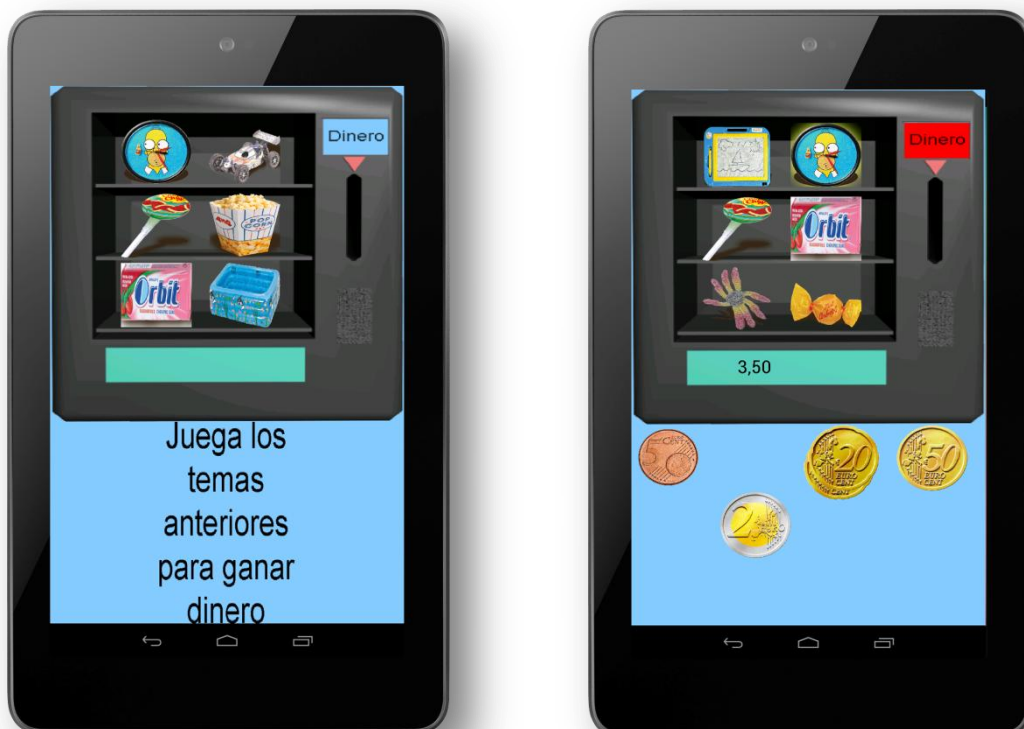 Dinero
POP
CORN
Orbit
Juega los
temas
anteriores
para ganar
dinero
Dinero
Orbit
3,50
5
20
EURO
CENT
50
EURO
CENT
2
EURO